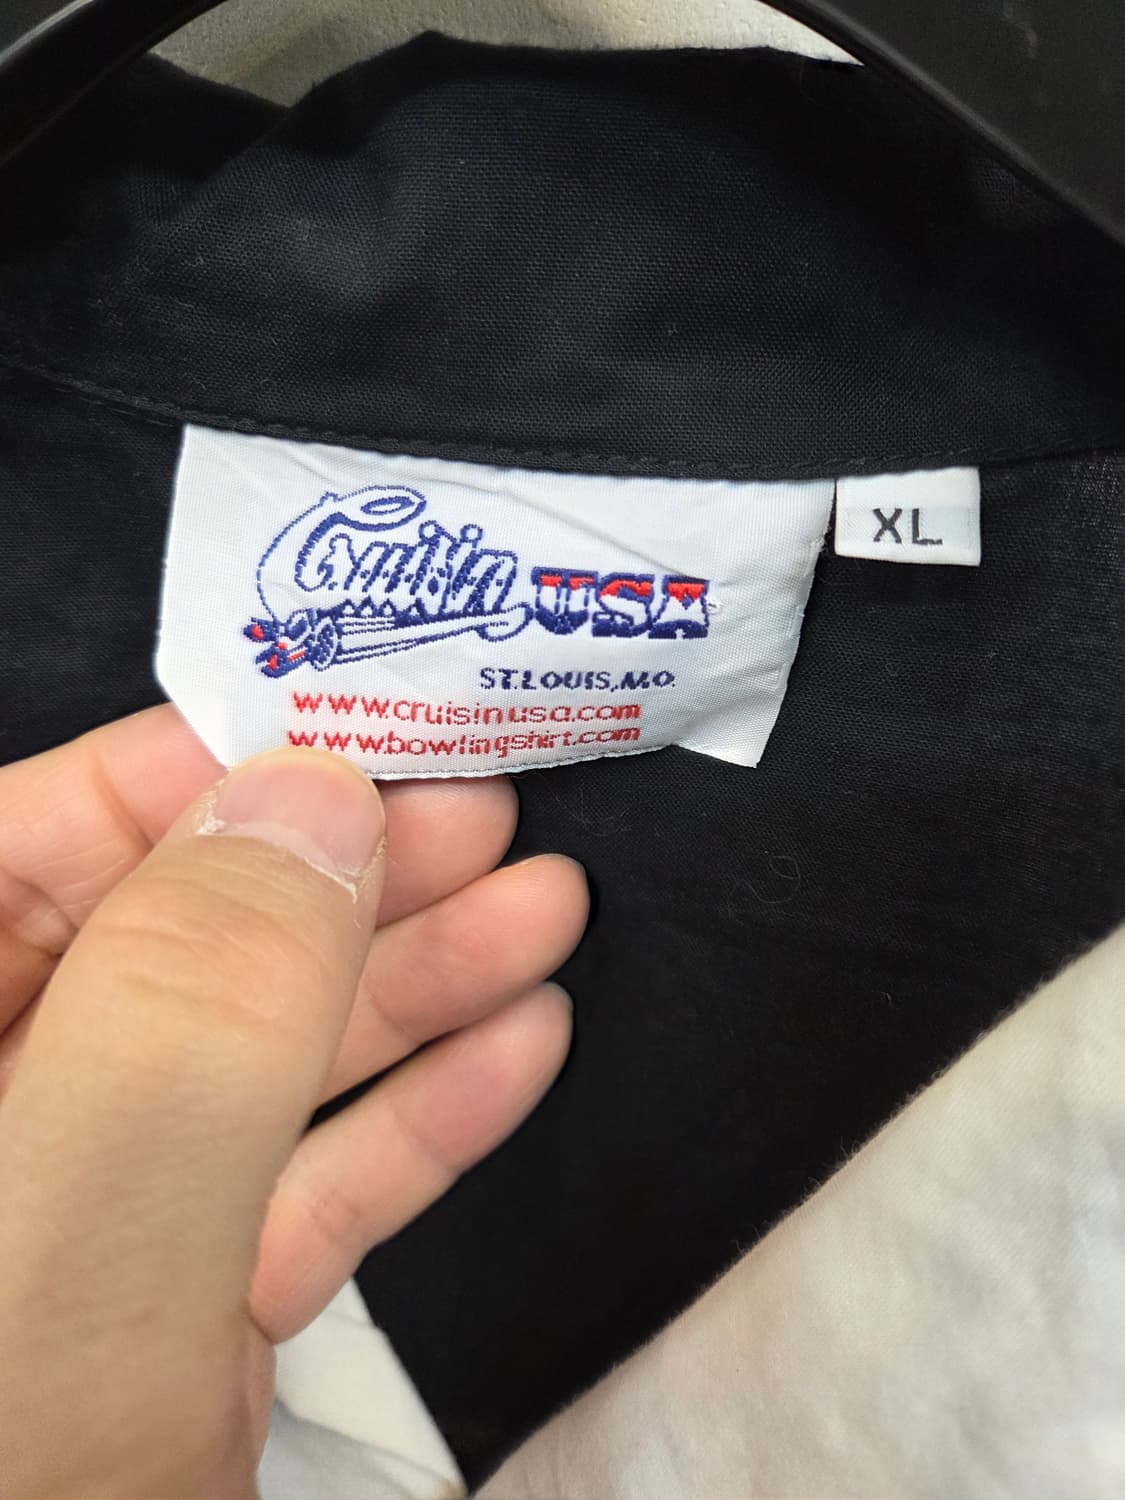 Cruisin USA
XL
ST.LOUIS,MO.
www.cruisinusa.com
www.bowlingshirt.com